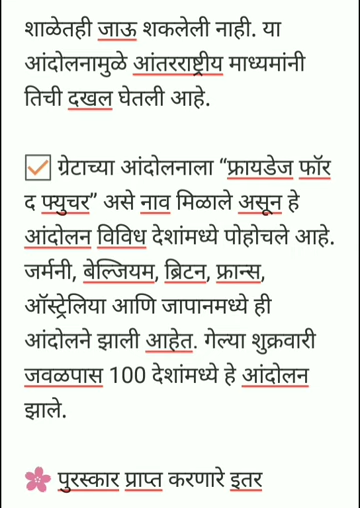 शाळेतही जाऊ शकलेली नाही. या
आंदोलनामुळे आंतरराष्ट्रीय माध्यमांनी
तिची दखल घेतली आहे.
☑ ग्रेटाच्या आंदोलनाला “फ्रायडेज फॉर
द फ्युचर” असे नाव मिळाले असून हे
आंदोलन विविध देशांमध्ये पोहोचले आहे.
जर्मनी, बेल्जियम, ब्रिटन, फ्रान्स,
ऑस्ट्रेलिया आणि जापानमध्ये ही
आंदोलने झाली आहेत. गेल्या शुक्रवारी
जवळपास 100 देशांमध्ये हे आंदोलन
झाले.
🌸 पुरस्कार प्राप्त करणारे इतर